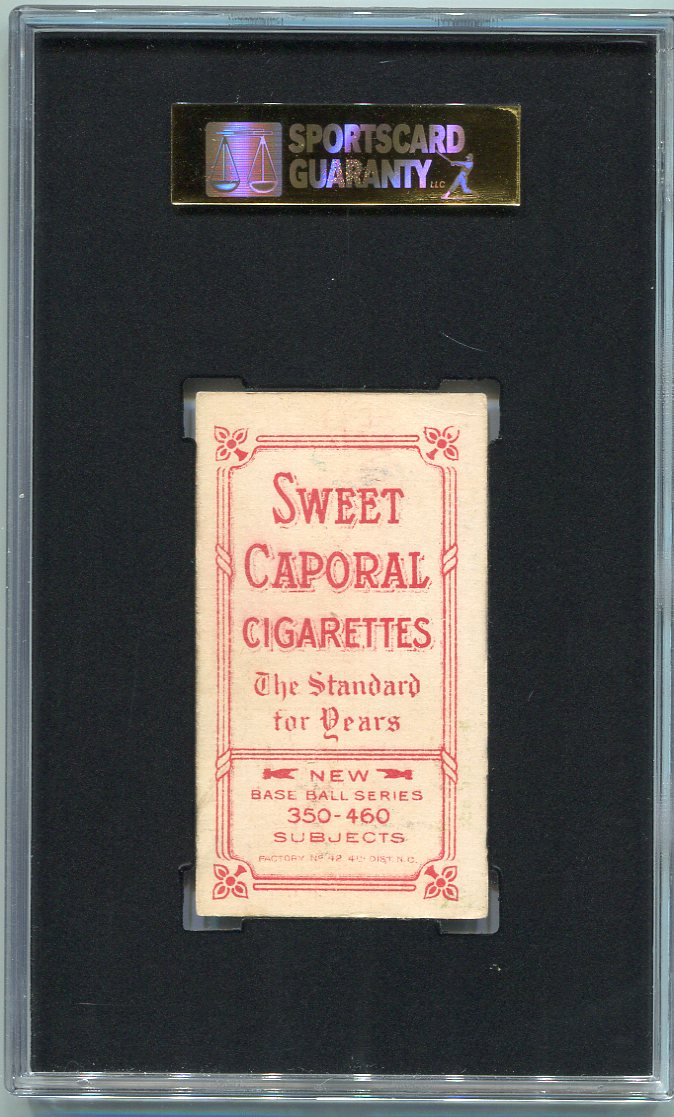 SPORTSCARD
GUARANTY LLC
SWEET
CAPORAL
CIGARETTES
The Standard
for Years
NEW
BASE BALL SERIES
350-460
SUBJECTS
FACTORY Nº 42 4TH DIST. N.C.